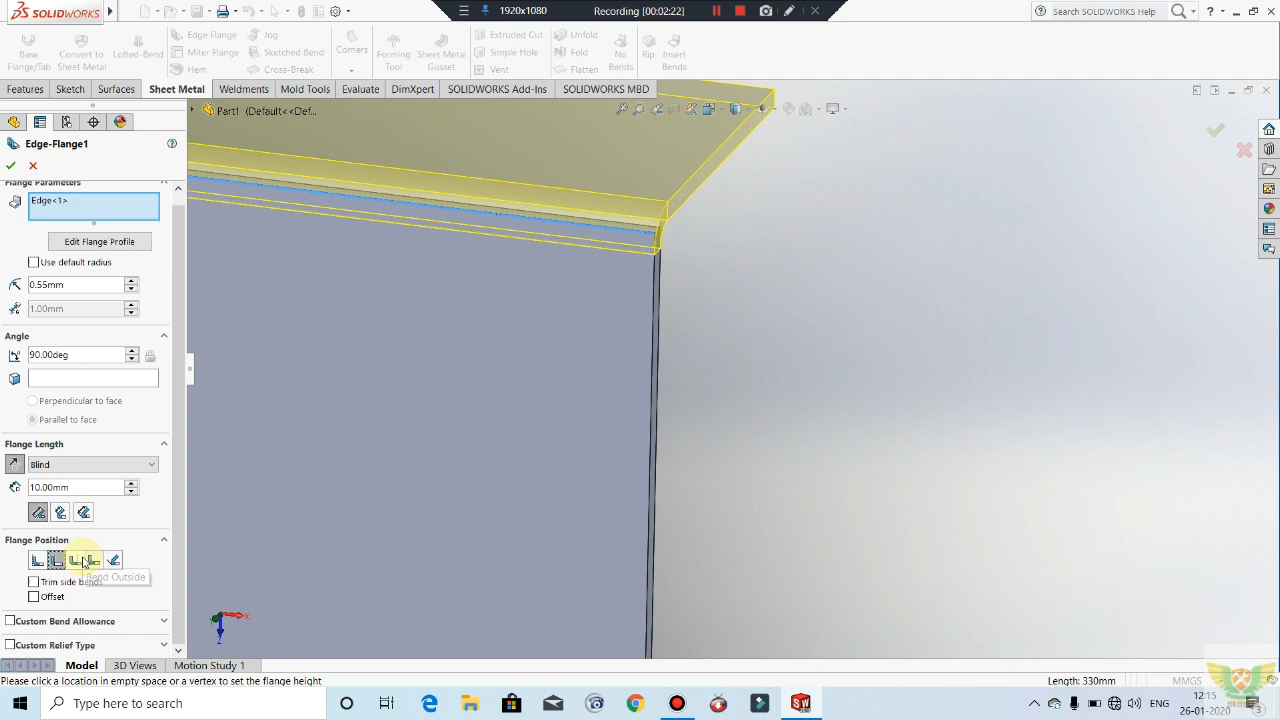 SOLIDWORKS
1920x1080
Recording [00:02:22]
Search SOLIDWORKS Help
Base Flange/Tab
Convert to Sheet Metal
Lofted-Bend
Edge Flange
Miter Flange
Hem
Jog
Sketched Bend
Cross-Break
Corners
Forming Tool
Sheet Metal Gusset
Extruded Cut
Simple Hole
Vent
Unfold
Fold
Flatten
No Bends
Rip
Insert Bends
Features
Sketch
Surfaces
Sheet Metal
Weldments
Mold Tools
Evaluate
DimXpert
SOLIDWORKS Add-Ins
SOLIDWORKS MBD
Part1 (Default<<Def...
Edge-Flange1
Flange Parameters
Edge<1>
Edit Flange Profile
Use default radius
0.55mm
1.00mm
Angle
90.00deg
Perpendicular to face
Parallel to face
Flange Length
Blind
10.00mm
Flange Position
Bend Outside
Trim side bends
Offset
Custom Bend Allowance
Custom Relief Type
X
Z
Model
3D Views
Motion Study 1
Please click a location in empty space or a vertex to set the flange height
Length: 330mm
MMGS
Type here to search
ENG
12:15
26-01-2020
3